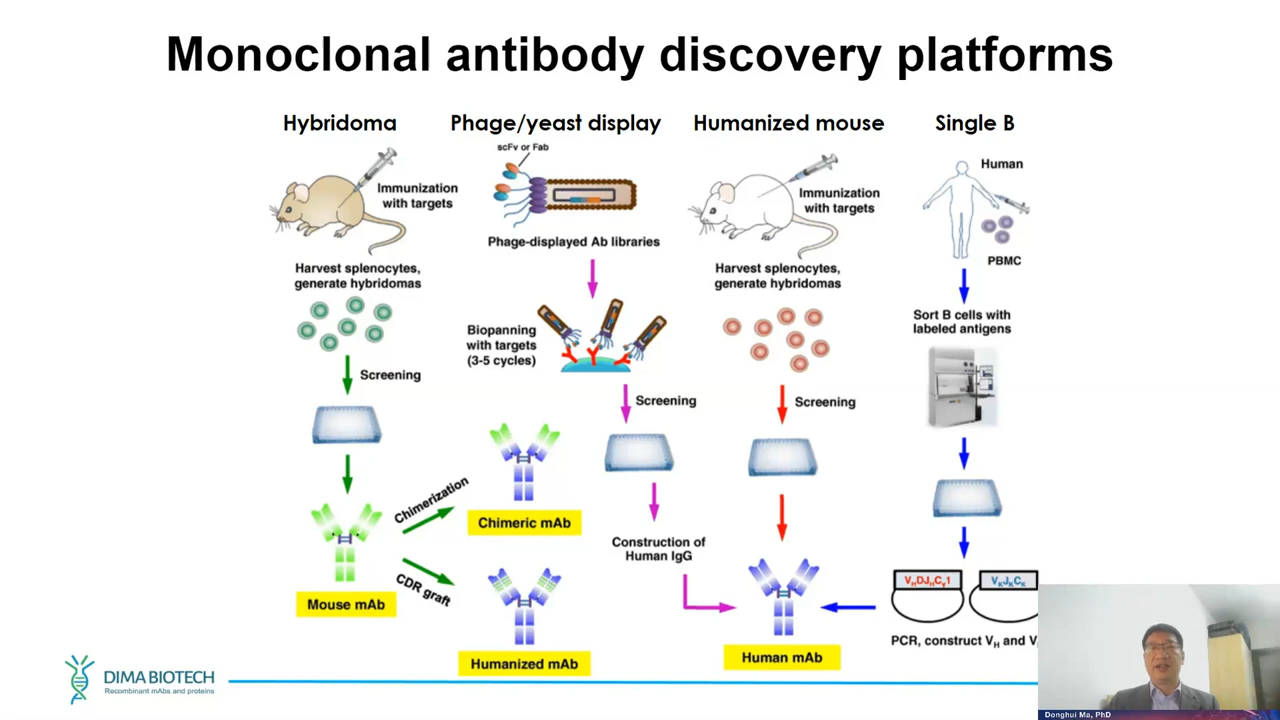 Monoclonal antibody discovery platforms
Hybridoma
Immunization
with targets
Harvest splenocytes,
generate hybridomas
Screening
Mouse mAb
Chimerization
CDR graft
Chimeric mAb
Humanized mAb
Phage/yeast display
scFv or Fab
Phage-displayed Ab libraries
Biopanning
with targets
(3-5 cycles)
Screening
Construction of
Human IgG
Humanized mouse
Immunization
with targets
Harvest splenocytes,
generate hybridomas
Screening
Human mAb
Single B
Human
PBMC
Sort B cells with
labeled antigens
VHDJHCγ1
VKJKCK
PCR, construct VH and
DIMA BIOTECH
Recombinant mAbs and proteins
Donghui Ma, PhD